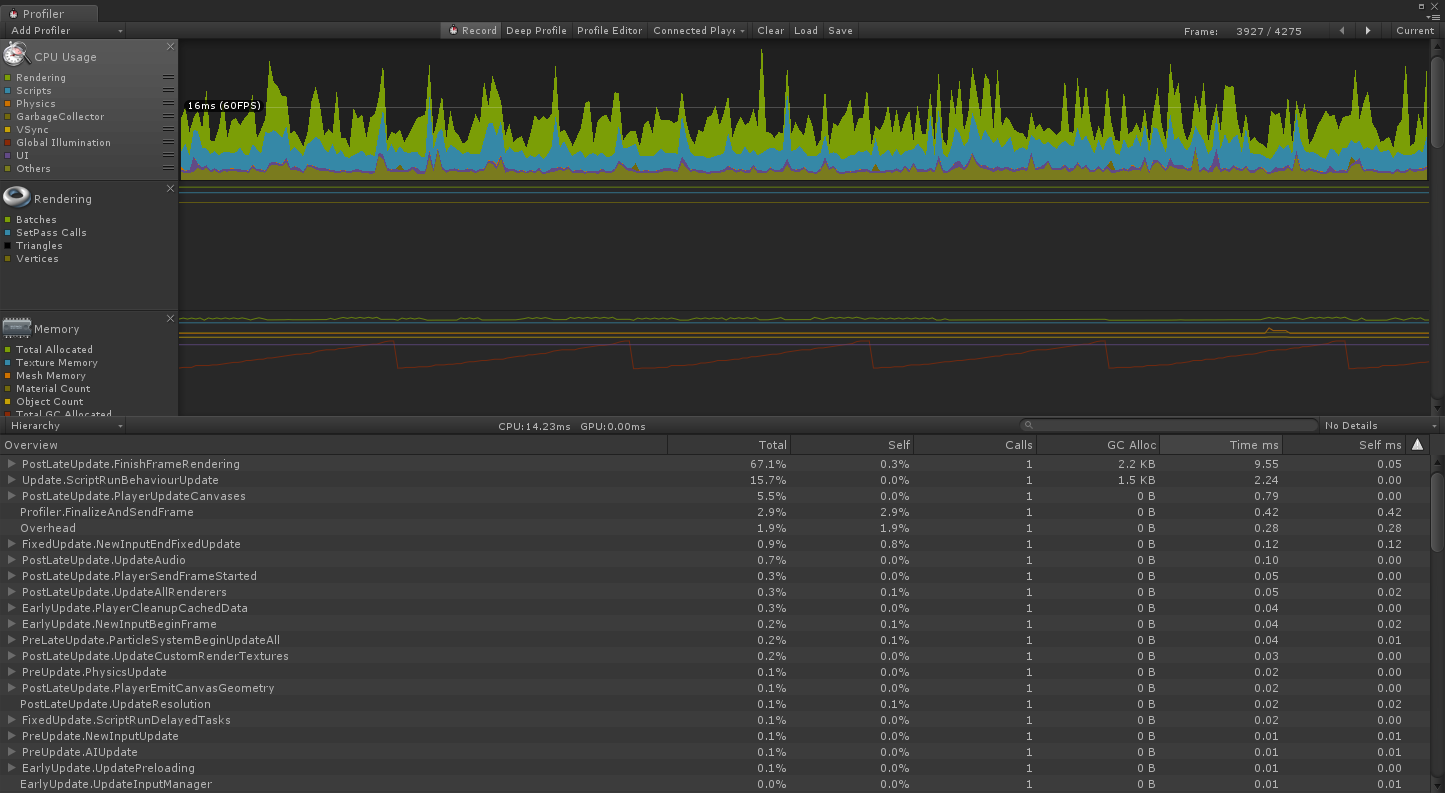 Profiler
Add Profiler Record Deep Profile Profile Editor Connected Playe Clear Load Save Frame: 3927 / 4275 Current
CPU Usage
Rendering
Scripts
Physics
GarbageCollector
VSync
Global Illumination
UI
Others
16ms (60FPS)
Rendering
Batches
SetPass Calls
Triangles
Vertices
Memory
Total Allocated
Texture Memory
Mesh Memory
Material Count
Object Count
Total GC Allocated
Hierarchy CPU:14.23ms GPU:0.00ms No Details
Overview Total Self Calls GC Alloc Time ms Self ms
PostLateUpdate.FinishFrameRendering 67.1% 0.3% 1 2.2 KB 9.55 0.05
Update.ScriptRunBehaviourUpdate 15.7% 0.0% 1 1.5 KB 2.24 0.00
PostLateUpdate.PlayerUpdateCanvases 5.5% 0.0% 1 0 B 0.79 0.00
Profiler.FinalizeAndSendFrame 2.9% 2.9% 1 0 B 0.42 0.42
Overhead 1.9% 1.9% 1 0 B 0.28 0.28
FixedUpdate.NewInputEndFixedUpdate 0.9% 0.8% 1 0 B 0.12 0.12
PostLateUpdate.UpdateAudio 0.7% 0.0% 1 0 B 0.10 0.00
PostLateUpdate.PlayerSendFrameStarted 0.3% 0.0% 1 0 B 0.05 0.00
PostLateUpdate.UpdateAllRenderers 0.3% 0.1% 1 0 B 0.05 0.02
EarlyUpdate.PlayerCleanupCachedData 0.3% 0.0% 1 0 B 0.04 0.00
EarlyUpdate.NewInputBeginFrame 0.2% 0.1% 1 0 B 0.04 0.02
PreLateUpdate.ParticleSystemBeginUpdateAll 0.2% 0.1% 1 0 B 0.04 0.01
PostLateUpdate.UpdateCustomRenderTextures 0.2% 0.0% 1 0 B 0.03 0.00
PreUpdate.PhysicsUpdate 0.1% 0.0% 1 0 B 0.02 0.00
PostLateUpdate.PlayerEmitCanvasGeometry 0.1% 0.0% 1 0 B 0.02 0.00
PostLateUpdate.UpdateResolution 0.1% 0.1% 1 0 B 0.02 0.02
FixedUpdate.ScriptRunDelayedTasks 0.1% 0.0% 1 0 B 0.02 0.00
PreUpdate.NewInputUpdate 0.1% 0.0% 1 0 B 0.01 0.01
PreUpdate.AIUpdate 0.1% 0.0% 1 0 B 0.01 0.01
EarlyUpdate.UpdatePreloading 0.1% 0.0% 1 0 B 0.01 0.00
EarlyUpdate.UpdateInputManager 0.0% 0.0% 1 0 B 0.01 0.01